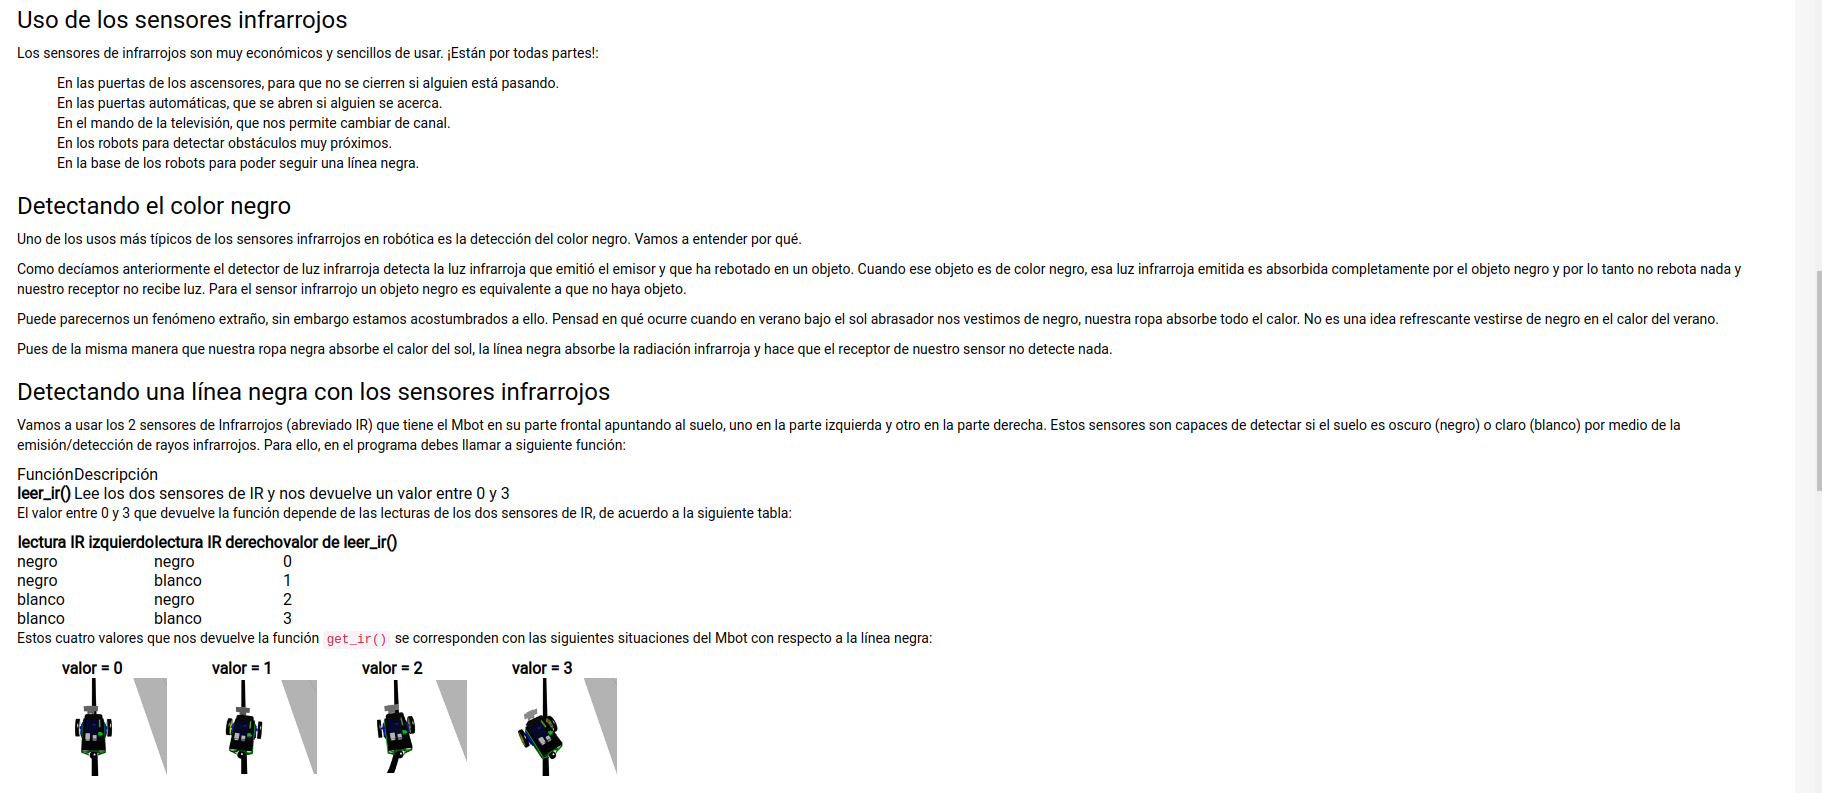 Uso de los sensores infrarrojos
Los sensores de infrarrojos son muy económicos y sencillos de usar. ¡Están por todas partes!:
En las puertas de los ascensores, para que no se cierren si alguien está pasando.
En las puertas automáticas, que se abren si alguien se acerca.
En el mando de la televisión, que nos permite cambiar de canal.
En los robots para detectar obstáculos muy próximos.
En la base de los robots para poder seguir una línea negra.
Detectando el color negro
Uno de los usos más típicos de los sensores infrarrojos en robótica es la detección del color negro. Vamos a entender por qué.
Como decíamos anteriormente el detector de luz infrarroja detecta la luz infrarroja que emitió el emisor y que ha rebotado en un objeto. Cuando ese objeto es de color negro, esa luz infrarroja emitida es absorbida completamente por el objeto negro y por lo tanto no rebota nada y
nuestro receptor no recibe luz. Para el sensor infrarrojo un objeto negro es equivalente a que no haya objeto.
Puede parecernos un fenómeno extraño, sin embargo estamos acostumbrados a ello. Pensad en qué ocurre cuando en verano bajo el sol abrasador nos vestimos de negro, nuestra ropa absorbe todo el calor. No es una idea refrescante vestirse de negro en el calor del verano.
Pues de la misma manera que nuestra ropa negra absorbe el calor del sol, la línea negra absorbe la radiación infrarroja y hace que el receptor de nuestro sensor no detecte nada.
Detectando una línea negra con los sensores infrarrojos
Vamos a usar los 2 sensores de Infrarrojos (abreviado IR) que tiene el Mbot en su parte frontal apuntando al suelo, uno en la parte izquierda y otro en la parte derecha. Estos sensores son capaces de detectar si el suelo es oscuro (negro) o claro (blanco) por medio de la
emisión/detección de rayos infrarrojos. Para ello, en el programa debes llamar a siguiente función:
FunciónDescripción
leer_ir() Lee los dos sensores de IR y nos devuelve un valor entre 0 y 3
El valor entre 0 y 3 que devuelve la función depende de las lecturas de los dos sensores de IR, de acuerdo a la siguiente tabla:
lectura IR izquierdolectura IR derechovalor de leer_ir()
negro negro 0
negro blanco 1
blanco negro 2
blanco blanco 3
Estos cuatro valores que nos devuelve la función get_ir() se corresponden con las siguientes situaciones del Mbot con respecto a la línea negra:
valor = 0 valor = 1 valor = 2 valor = 3